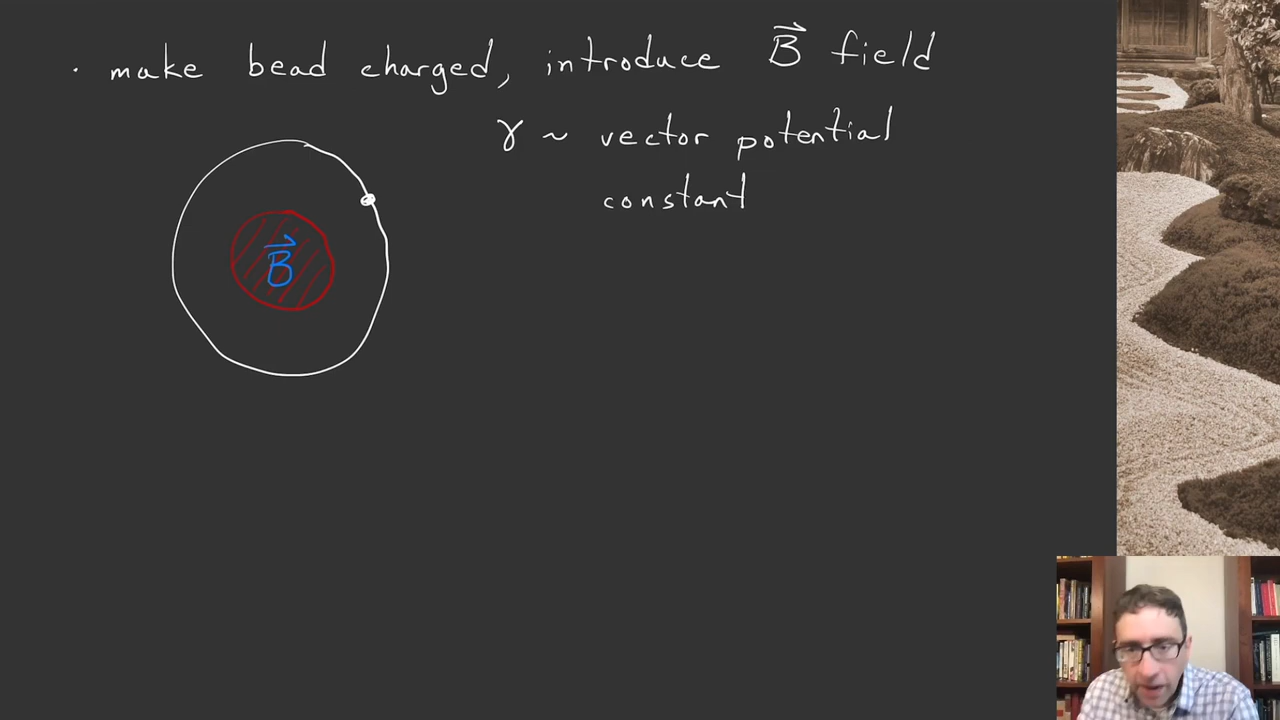 · make bead charged, introduce B⃗ field
γ ~ vector potential
constant
B⃗